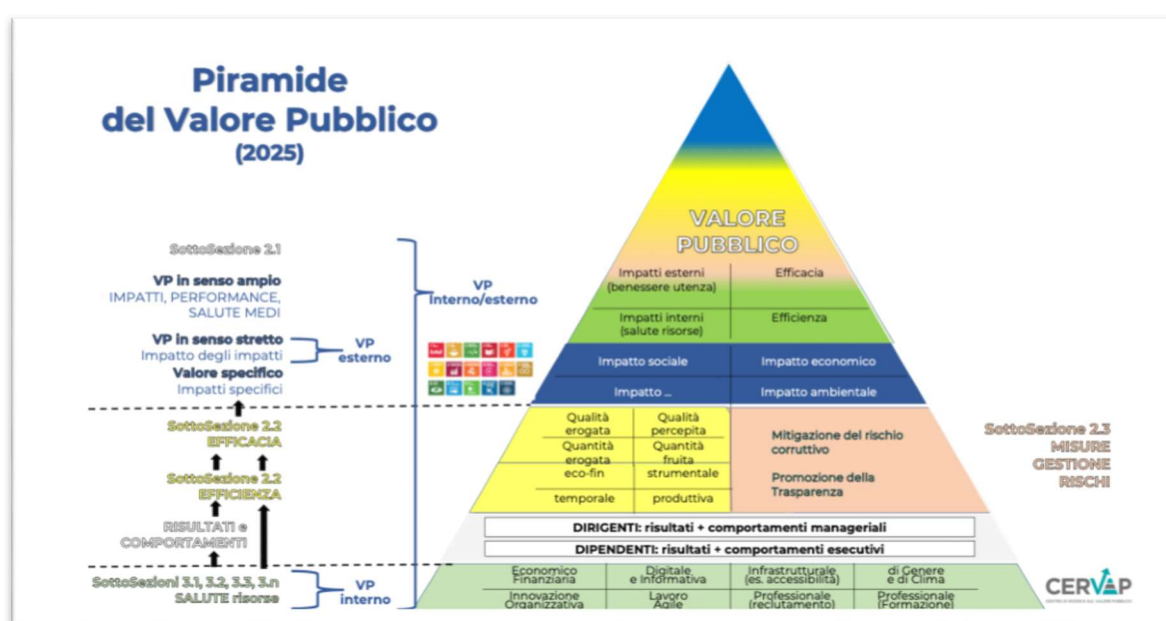 Piramide
del Valore Pubblico
(2025)
SottoSezione 2.1
VP in senso ampio
IMPATTI, PERFORMANCE,
SALUTE MEDI
VP in senso stretto
Impatto degli impatti
Valore specifico
Impatti specifici
SottoSezione 2.2
EFFICACIA
SottoSezione 2.2
EFFICIENZA
RISULTATI e
COMPORTAMENTI
SottoSezioni 3.1, 3.2, 3.3, 3.n
SALUTE risorse
VP
esterno
VP
interno
VP
Interno/esterno
VALORE
PUBBLICO
Impatti esterni
(benessere utenza)
Efficacia
Impatti interni
(salute risorse)
Efficienza
Impatto sociale
Impatto economico
Impatto ...
Impatto ambientale
Qualità
erogata
Qualità
percepita
Quantità
erogata
Quantità
fruita
eco-fin
strumentale
temporale
produttiva
Mitigazione del rischio
corruttivo
Promozione della
Trasparenza
SottoSezione 2.3
MISURE
GESTIONE
RISCHI
DIRIGENTI: risultati + comportamenti manageriali
DIPENDENTI: risultati + comportamenti esecutivi
Economico
Finanziaria
Digitale
e Informativa
Infrastrutturale
(es. accessibilità)
di Genere
e di Clima
Innovazione
Organizzativa
Lavoro
Agile
Professionale
(reclutamento)
Professionale
(Formazione)
CERVAP